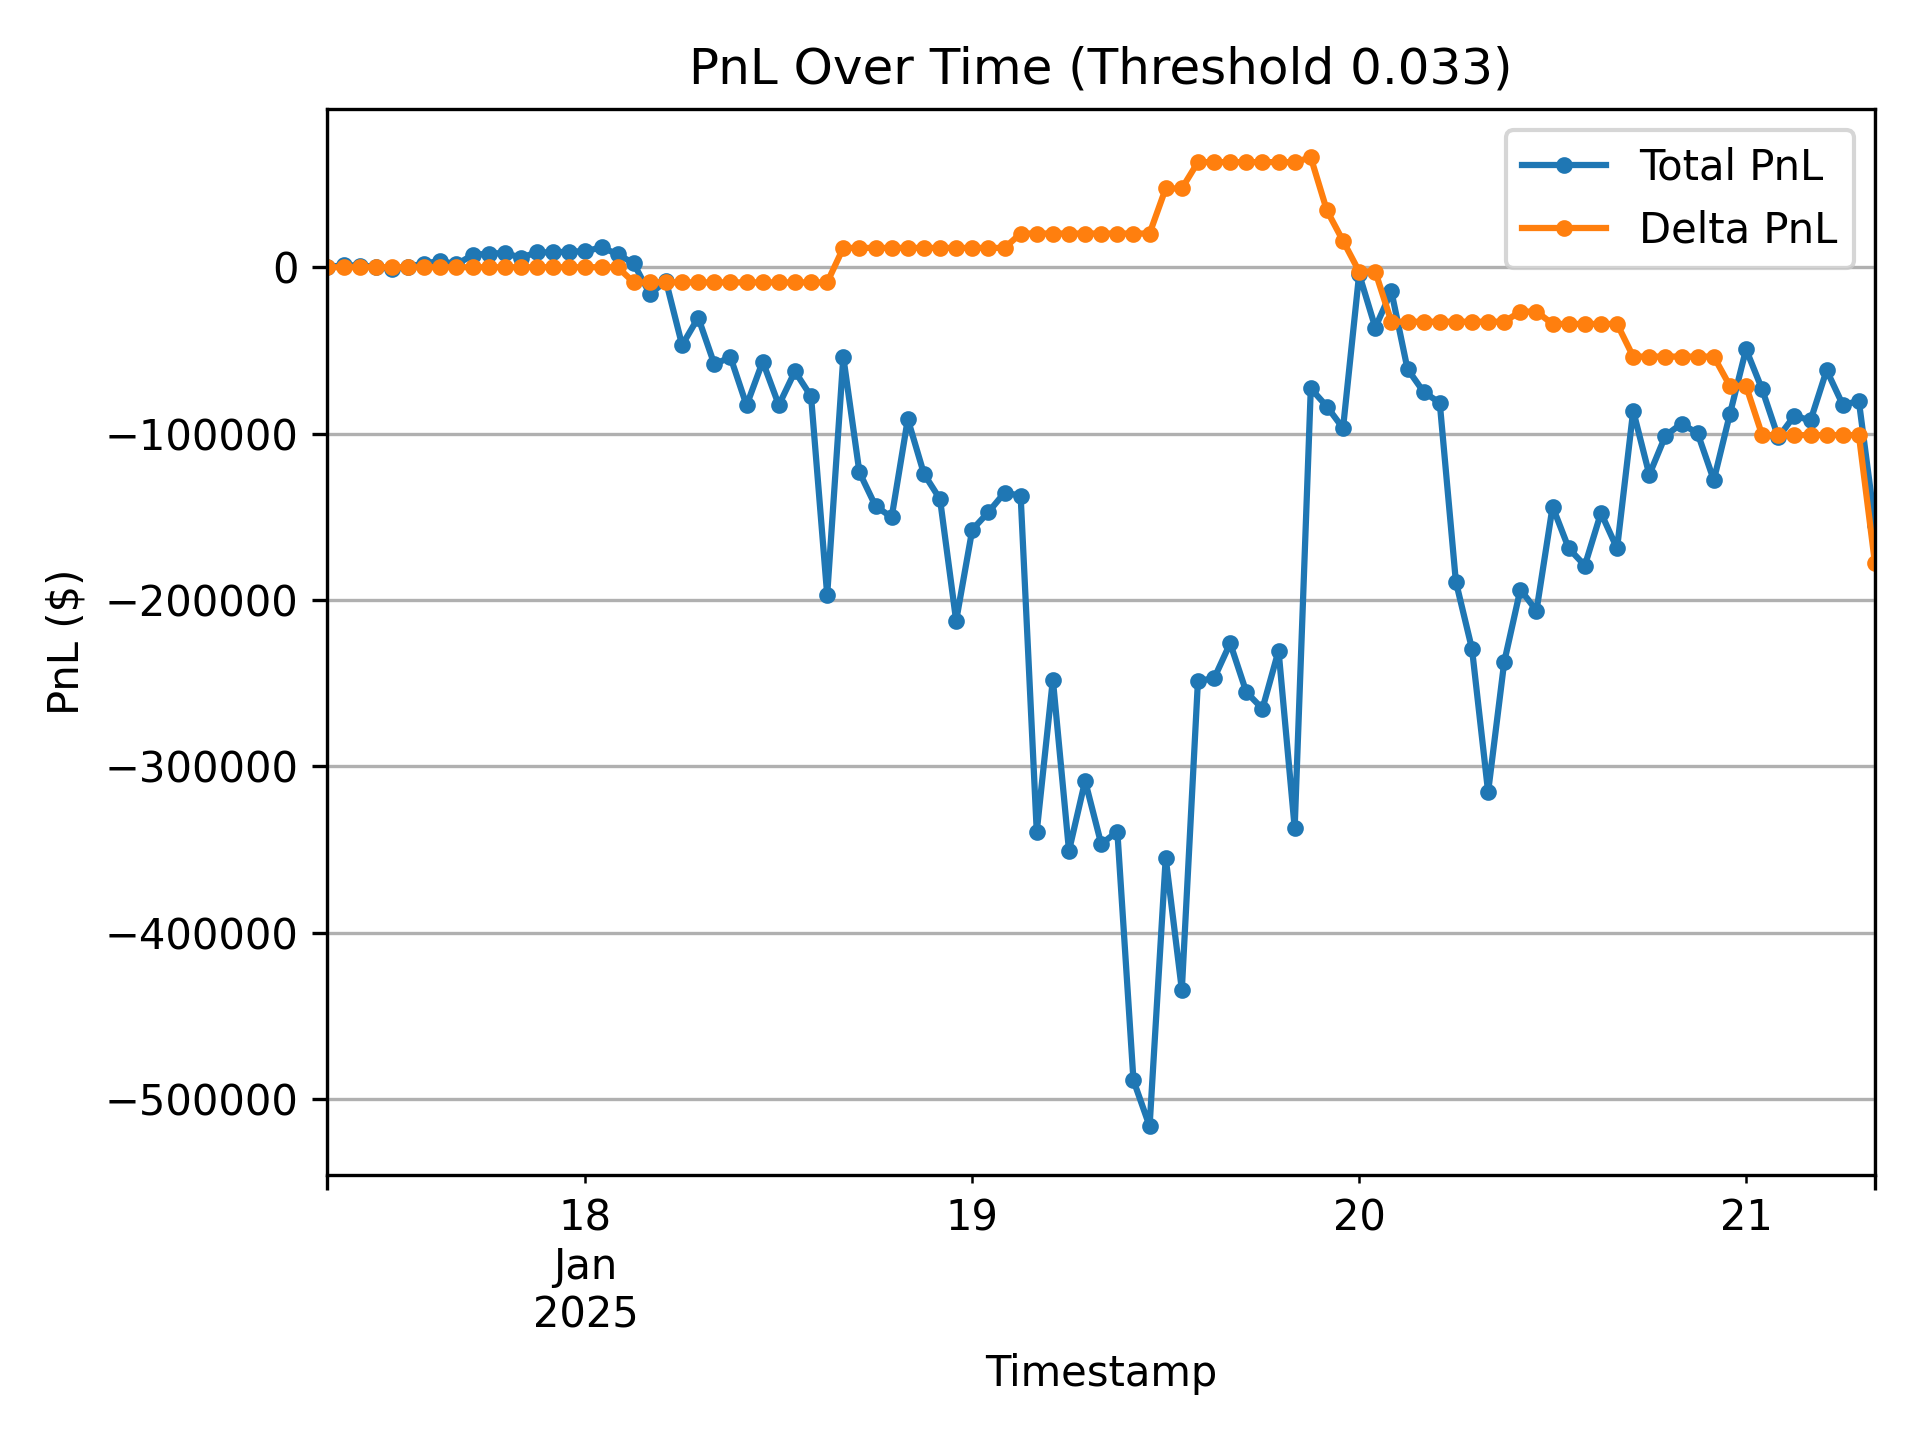 PnL Over Time (Threshold 0.033)
Total PnL
Delta PnL
0
−100000
−200000
−300000
−400000
−500000
PnL ($)
18
Jan
2025
19
20
21
Timestamp